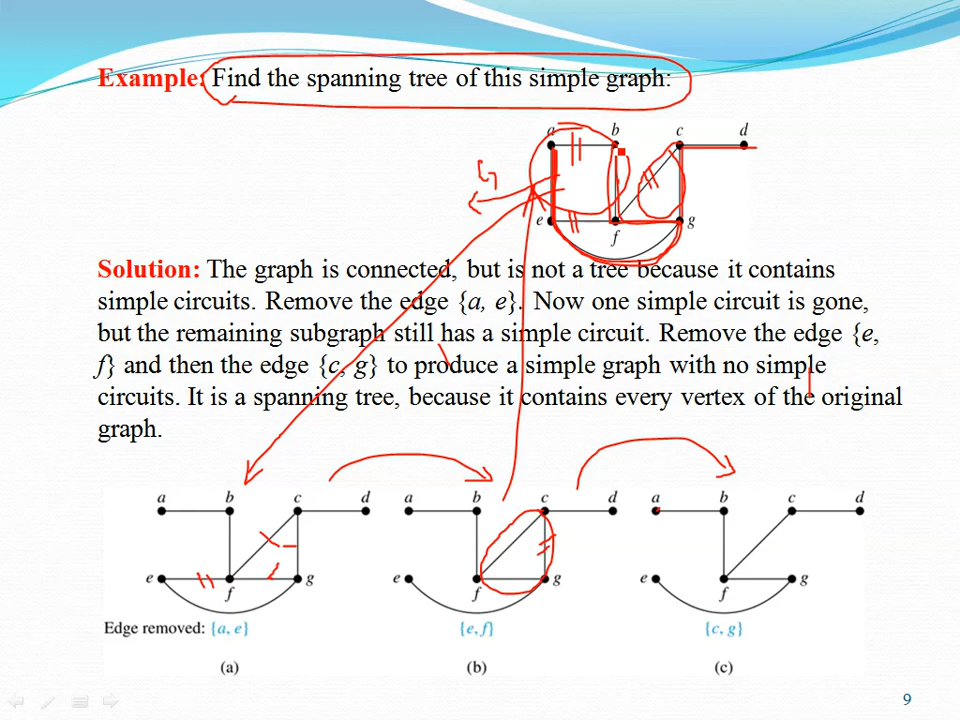 Example: Find the spanning tree of this simple graph:
a b c d
e f g
Solution: The graph is connected, but is not a tree because it contains
simple circuits. Remove the edge {a, e}. Now one simple circuit is gone,
but the remaining subgraph still has a simple circuit. Remove the edge {e,
f} and then the edge {c, g} to produce a simple graph with no simple
circuits. It is a spanning tree, because it contains every vertex of the original
graph.
a b c d a b c d a b c d
e f g e f g e f g
Edge removed: {a, e} {e, f} {c, g}
(a) (b) (c)
9